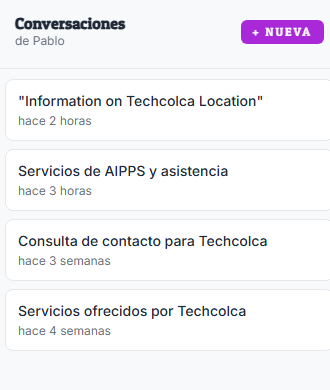 Conversaciones
de Pablo
+ NUEVA
"Information on Techcolca Location"
hace 2 horas
Servicios de AIPPS y asistencia
hace 3 horas
Consulta de contacto para Techcolca
hace 3 semanas
Servicios ofrecidos por Techcolca
hace 4 semanas